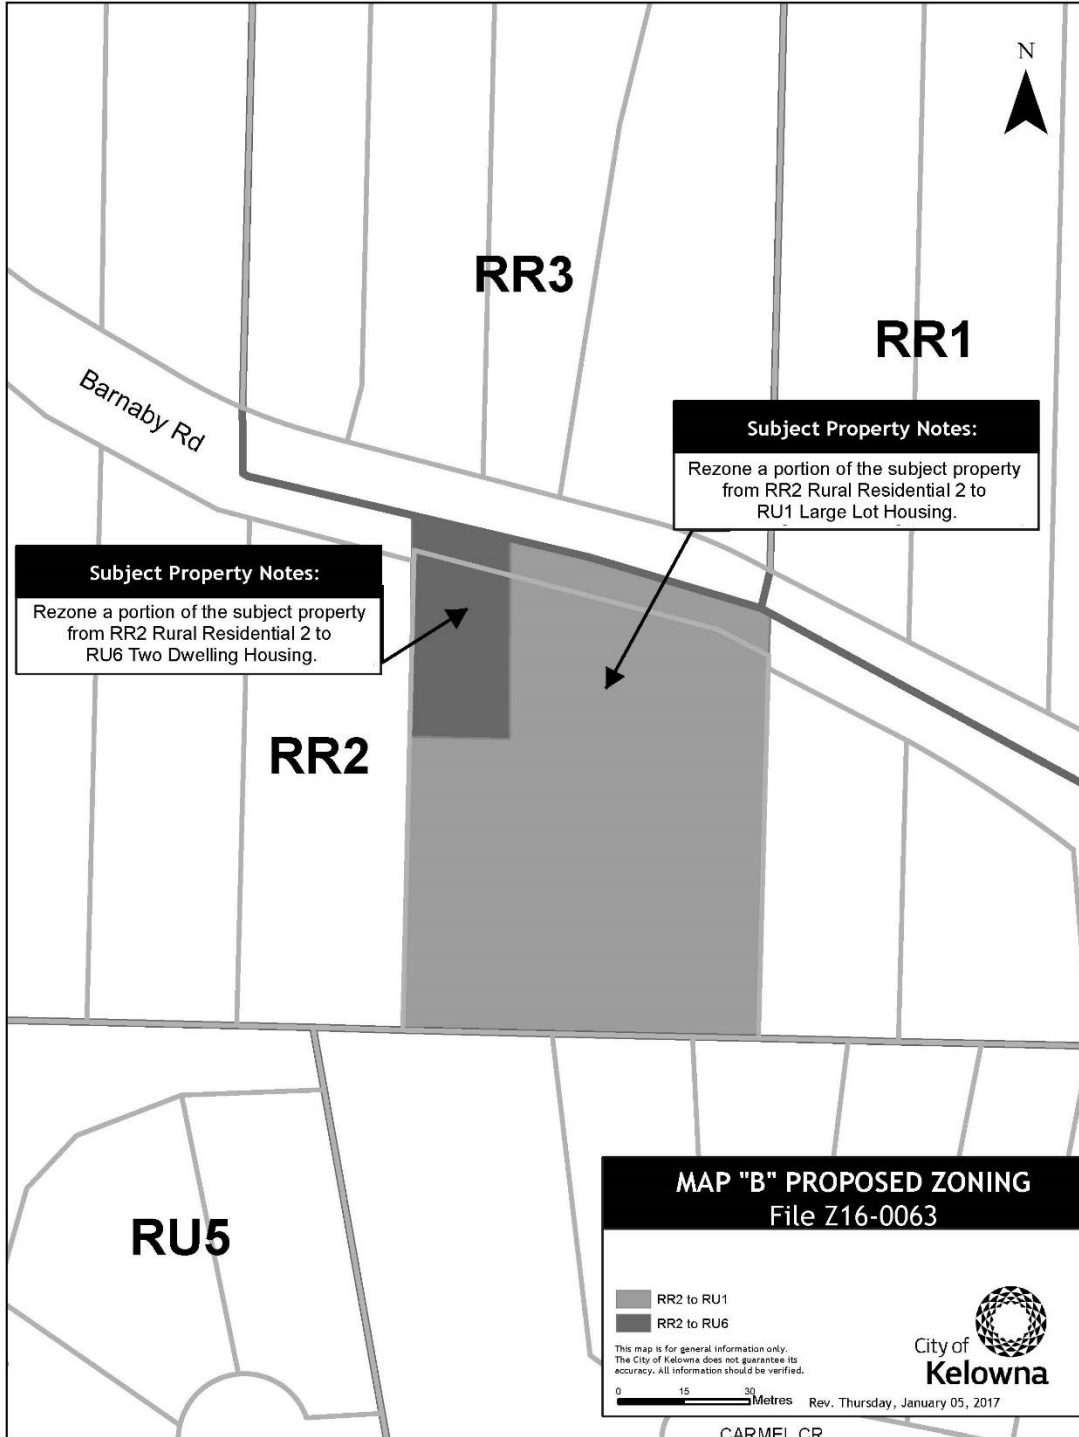 N
RR3
RR1
Barnaby Rd
Subject Property Notes:
Rezone a portion of the subject property
from RR2 Rural Residential 2 to
RU1 Large Lot Housing.
Subject Property Notes:
Rezone a portion of the subject property
from RR2 Rural Residential 2 to
RU6 Two Dwelling Housing.
RR2
RU5
MAP "B" PROPOSED ZONING
File Z16-0063
RR2 to RU1
RR2 to RU6
This map is for general information only.
The City of Kelowna does not guarantee its
accuracy. All information should be verified.
0 15 30 Metres
City of
Kelowna
Rev. Thursday, January 05, 2017
CARMEL CR